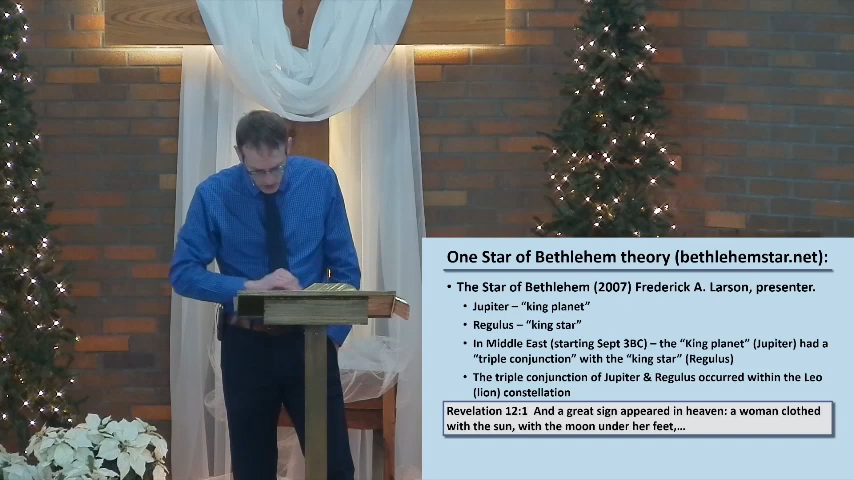 One Star of Bethlehem theory (bethlehemstar.net):
• The Star of Bethlehem (2007) Frederick A. Larson, presenter.
• Jupiter – “king planet”
• Regulus – “king star”
• In Middle East (starting Sept 3BC) – the “King planet” (Jupiter) had a
“triple conjunction” with the “king star” (Regulus)
• The triple conjunction of Jupiter & Regulus occurred within the Leo
(lion) constellation
Revelation 12:1 And a great sign appeared in heaven: a woman clothed
with the sun, with the moon under her feet,…